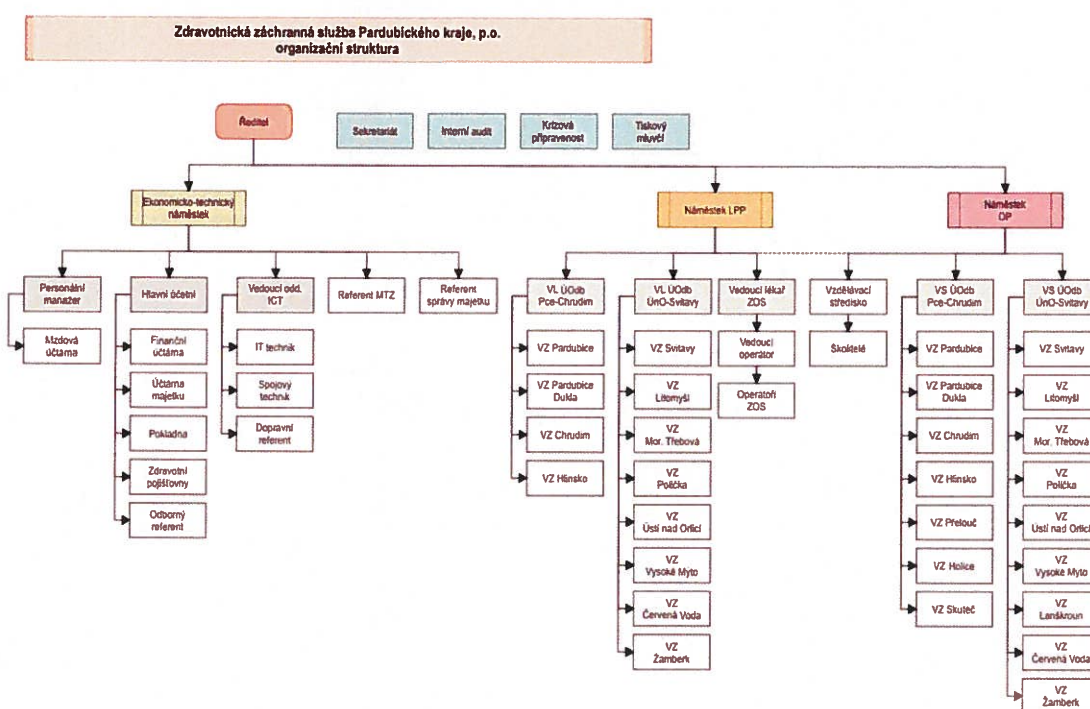 Zdravotnická záchranná služba Pardubického kraje, p.o.
organizační struktura
Ředitel
Sekretariát
Interní audit
Krizová
připravenost
Tiskový
mluvčí
Ekonomicko-technický
náměstek
Náměstek LPP
Náměstek
OP
Personální
manažer
Hlavní účetní
Vedoucí odd.
ICT
Referent MTZ
Referent
správy majetku
VL ÚOdb
Pce-Chrudim
VL ÚOdb
ÚnO-Svitavy
Vedoucí lékař
ZOS
Vzdělávací
středisko
VS ÚOdb
Pce-Chrudim
VS ÚOdb
ÚnO-Svitavy
Mzdová
účtárna
Finanční
účtárna
IT technik
VZ Pardubice
VZ Svitavy
Vedoucí
operátor
Školitelé
VZ Pardubice
VZ Svitavy
Účtárna
majetku
Spojový
technik
VZ Pardubice
Dukla
VZ
Litomyšl
Operátoři
ZOS
VZ Pardubice
Dukla
VZ
Litomyšl
Pokladna
Dopravní
referent
VZ Chrudim
VZ
Mor. Třebová
VZ Chrudim
VZ
Mor. Třebová
Zdravotní
pojišťovny
VZ Hlinsko
VZ
Polička
VZ Hlinsko
VZ
Polička
Odborný
referent
VZ
Ústí nad Orlicí
VZ Přelouč
VZ
Ústí nad Orlicí
VZ
Vysoké Mýto
VZ Holice
VZ
Vysoké Mýto
VZ
Červená Voda
VZ Skuteč
VZ
Lanškroun
VZ
Žamberk
VZ
Červená Voda
VZ
Žamberk